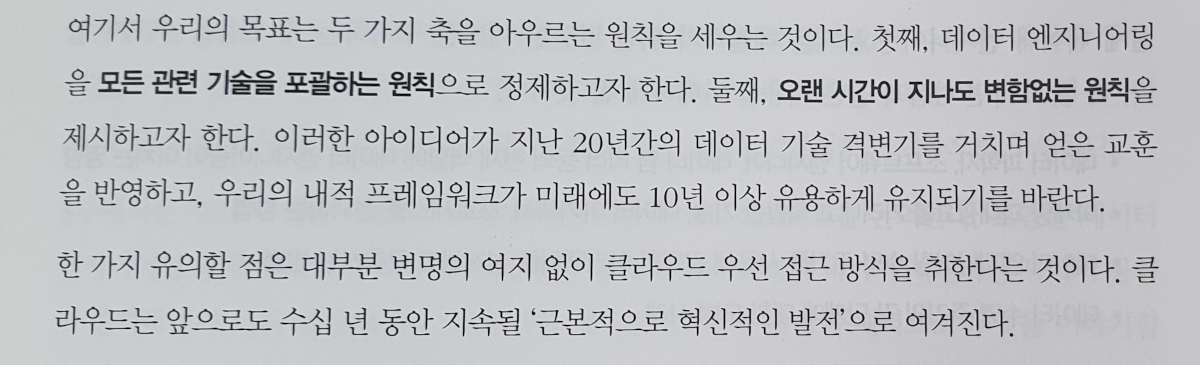 여기서 우리의 목표는 두 가지 축을 아우르는 원칙을 세우는 것이다. 첫째, 데이터 엔지니어링
을 모든 관련 기술을 포괄하는 원칙으로 정제하고자 한다. 둘째, 오랜 시간이 지나도 변함없는 원칙을
제시하고자 한다. 이러한 아이디어가 지난 20년간의 데이터 기술 격변기를 거치며 얻은 교훈
을 반영하고, 우리의 내적 프레임워크가 미래에도 10년 이상 유용하게 유지되기를 바란다.
한 가지 유의할 점은 대부분 변명의 여지 없이 클라우드 우선 접근 방식을 취한다는 것이다. 클
라우드는 앞으로도 수십 년 동안 지속될 ‘근본적으로 혁신적인 발전’으로 여겨진다.